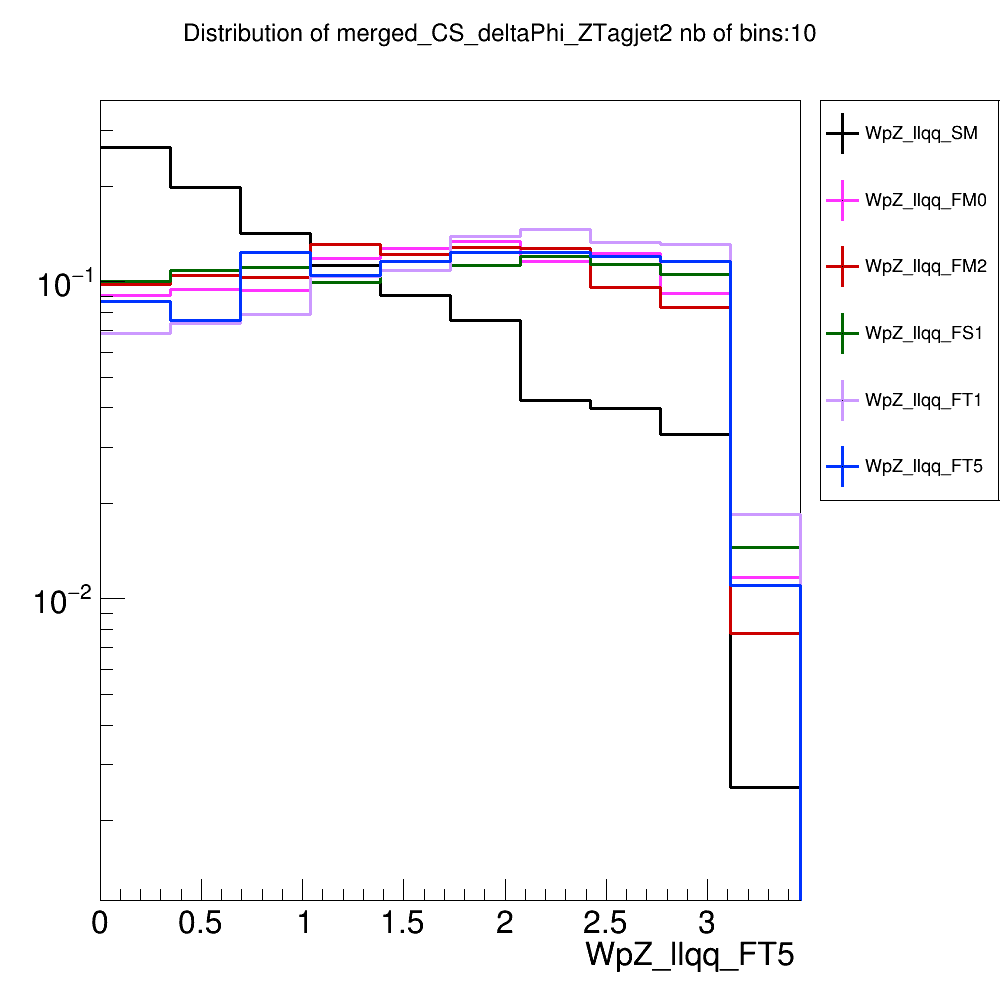 Distribution of merged_CS_deltaPhi_ZTagjet2 nb of bins:10
WpZ_llqq_SM
WpZ_llqq_FM0
WpZ_llqq_FM2
WpZ_llqq_FS1
WpZ_llqq_FT1
WpZ_llqq_FT5
10⁻¹
10⁻²
0 0.5 1 1.5 2 2.5 3
WpZ_llqq_FT5